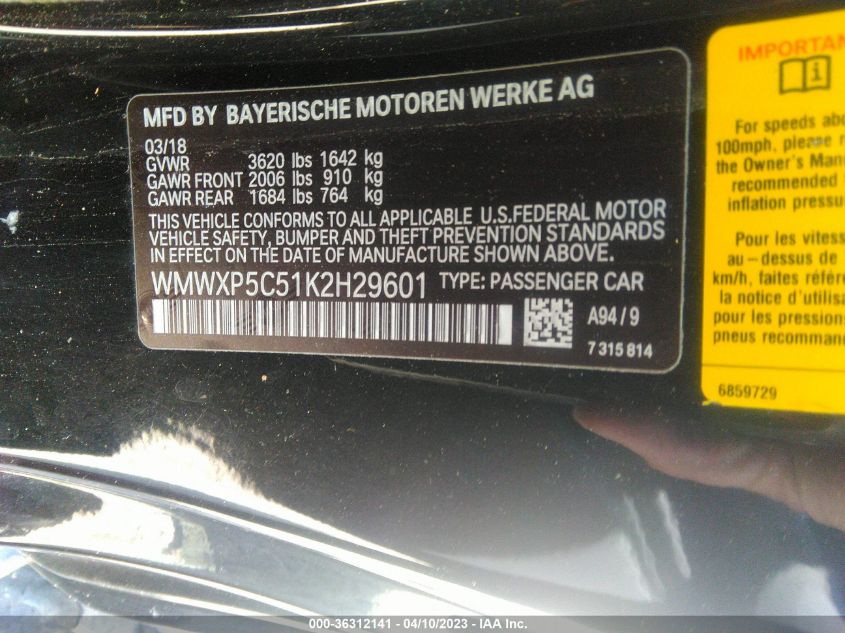 MFD BY BAYERISCHE MOTOREN WERKE AG
03/18
GVWR 3620 lbs 1642 kg
GAWR FRONT 2006 lbs 910 kg
GAWR REAR 1684 lbs 764 kg
THIS VEHICLE CONFORMS TO ALL APPLICABLE U.S.FEDERAL MOTOR
VEHICLE SAFETY, BUMPER AND THEFT PREVENTION STANDARDS
IN EFFECT ON THE DATE OF MANUFACTURE SHOWN ABOVE.
WMWXP5C51K2H29601 TYPE: PASSENGER CAR
A94/9
7 315 814
IMPORTAN
i
For speeds abo
100mph, please r
the Owner's Manu
recommended
inflation pressu
Pour les vitess
au-dessus de
km/h, faites référe
à la notice d'utilisa
pour les pression
pneus recomman
6859729
000-36312141 - 04/10/2023 - IAA Inc.